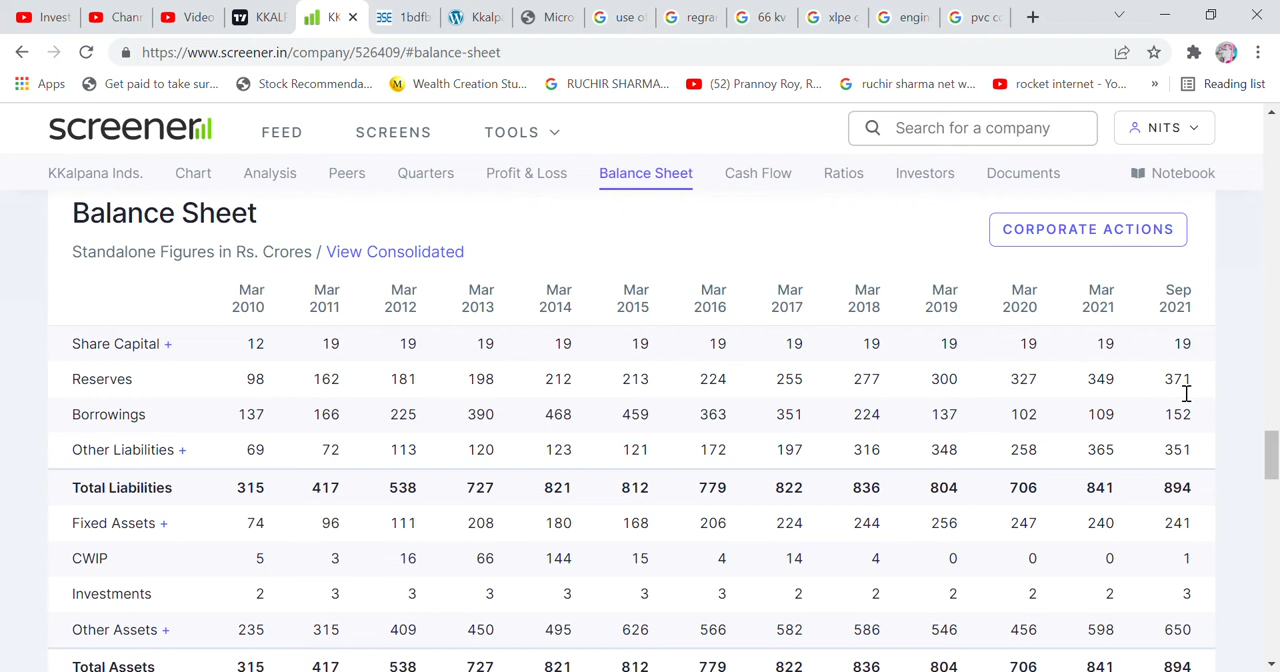 Invest Chann Video KKALF KK 1bdfb Kkalpa Micro use o regran 66 kv xlpe c engin pvc cc
https://www.screener.in/company/526409/#balance-sheet
Apps Get paid to take sur... Stock Recommenda... Wealth Creation Stu... RUCHIR SHARMA... (52) Prannoy Roy, R... ruchir sharma net w... rocket internet - Yo... » Reading list
screener FEED SCREENS TOOLS Search for a company NITS
KKalpana Inds. Chart Analysis Peers Quarters Profit & Loss Balance Sheet Cash Flow Ratios Investors Documents Notebook
Balance Sheet
CORPORATE ACTIONS
Standalone Figures in Rs. Crores / View Consolidated
Mar Mar Mar Mar Mar Mar Mar Mar Mar Mar Mar Mar Sep
2010 2011 2012 2013 2014 2015 2016 2017 2018 2019 2020 2021 2021
Share Capital + 12 19 19 19 19 19 19 19 19 19 19 19 19
Reserves 98 162 181 198 212 213 224 255 277 300 327 349 371
Borrowings 137 166 225 390 468 459 363 351 224 137 102 109 152
Other Liabilities + 69 72 113 120 123 121 172 197 316 348 258 365 351
Total Liabilities 315 417 538 727 821 812 779 822 836 804 706 841 894
Fixed Assets + 74 96 111 208 180 168 206 224 244 256 247 240 241
CWIP 5 3 16 66 144 15 4 14 4 0 0 0 1
Investments 2 3 3 3 3 3 3 2 2 2 2 2 3
Other Assets + 235 315 409 450 495 626 566 582 586 546 456 598 650
Total Assets 315 417 538 727 821 812 779 822 836 804 706 841 894